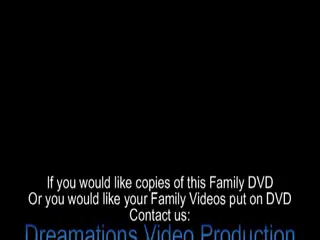 If you would like copies of this Family DVD
Or you would like your Family Videos put on DVD
Contact us:
Dreamations Video Production